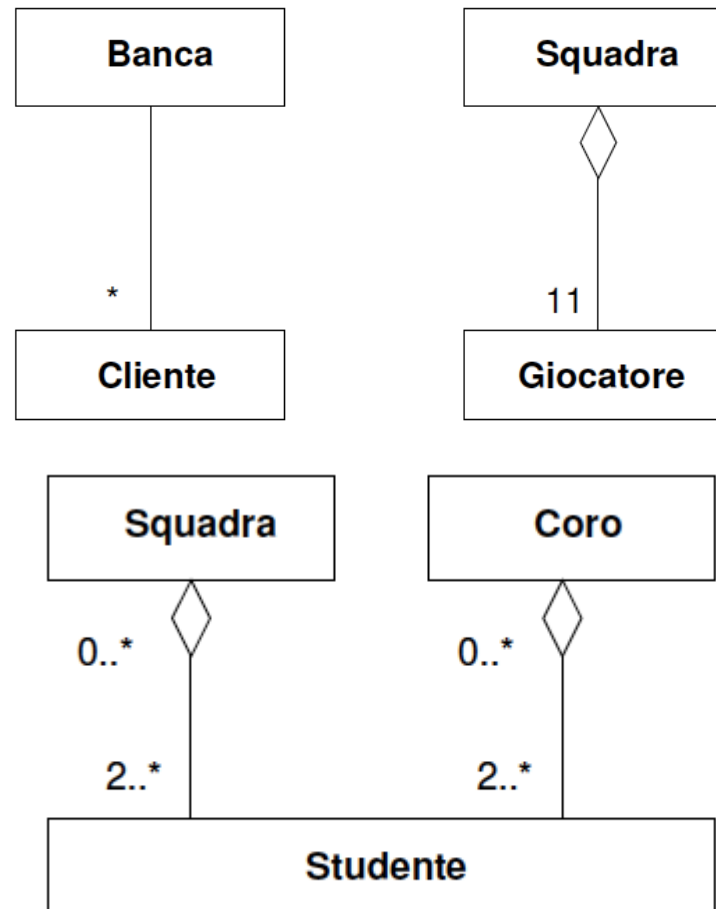 Banca
Squadra
*
11
Cliente
Giocatore
Squadra
Coro
0..*
0..*
2..*
2..*
Studente